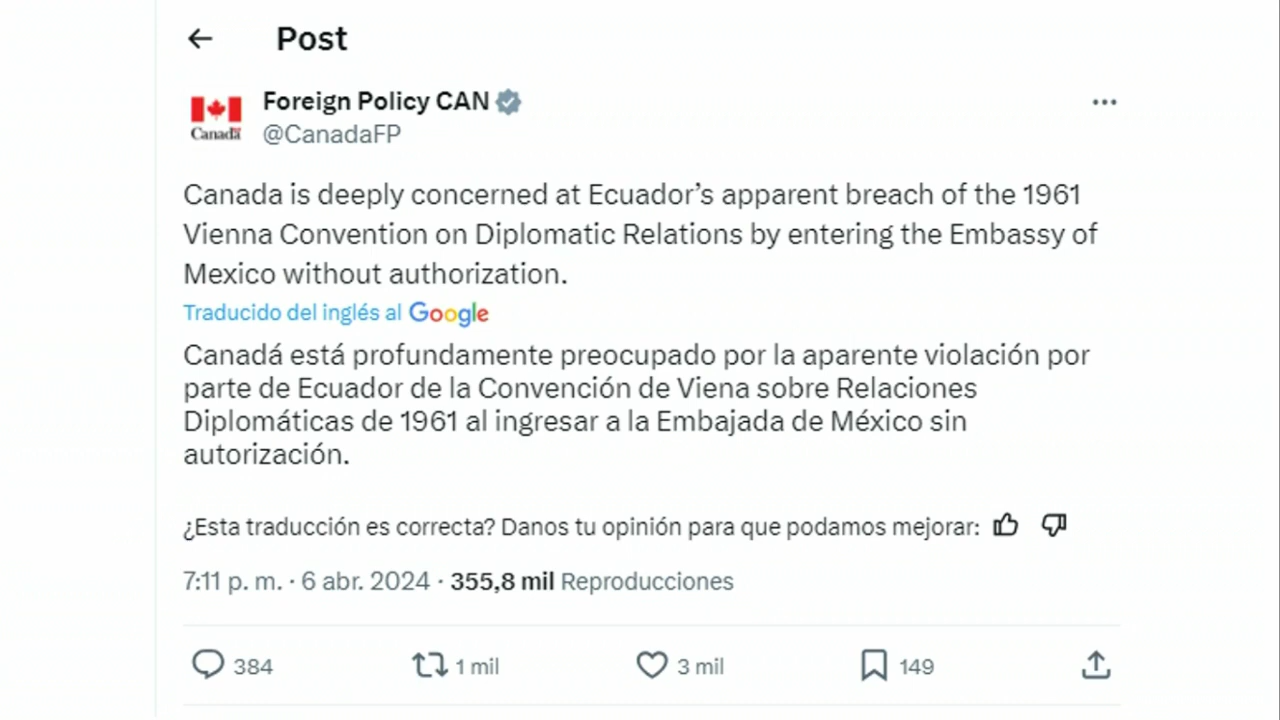 Post
Foreign Policy CAN
Canada
@CanadaFP
Canada is deeply concerned at Ecuador’s apparent breach of the 1961
Vienna Convention on Diplomatic Relations by entering the Embassy of
Mexico without authorization.
Traducido del inglés al Google
Canadá está profundamente preocupado por la aparente violación por
parte de Ecuador de la Convención de Viena sobre Relaciones
Diplomáticas de 1961 al ingresar a la Embajada de México sin
autorización.
¿Esta traducción es correcta? Danos tu opinión para que podamos mejorar:
7:11 p. m. · 6 abr. 2024 · 355,8 mil Reproducciones
384 1 mil 3 mil 149